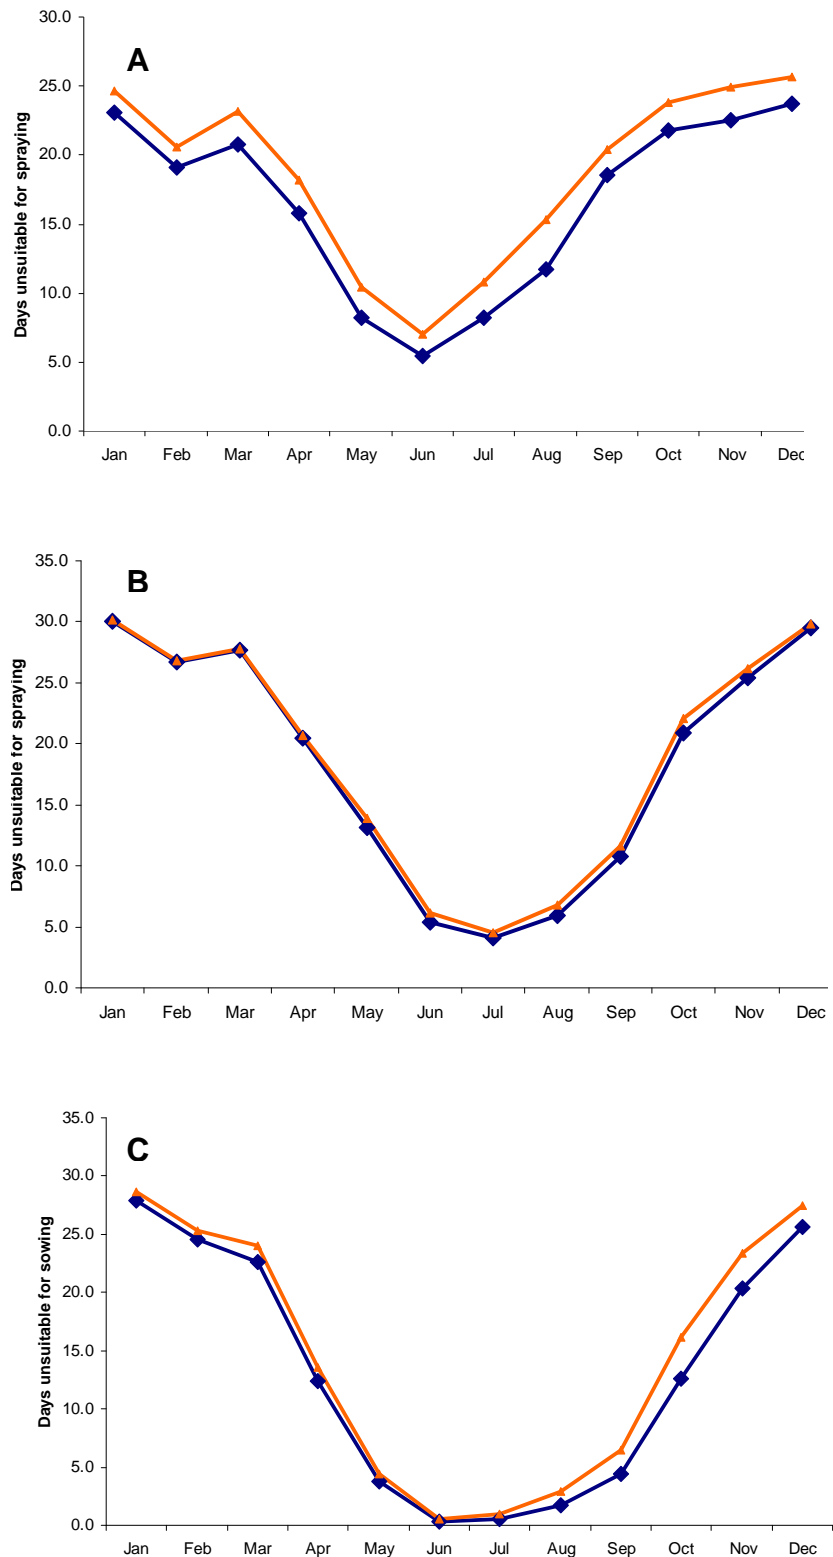 A
30.0
25.0
20.0
15.0
10.0
5.0
0.0
Days unsuitable for spraying
Jan Feb Mar Apr May Jun Jul Aug Sep Oct Nov Dec
B
35.0
30.0
25.0
20.0
15.0
10.0
5.0
0.0
Days unsuitable for spraying
Jan Feb Mar Apr May Jun Jul Aug Sep Oct Nov Dec
C
35.0
30.0
25.0
20.0
15.0
10.0
5.0
0.0
Days unsuitable for sowing
Jan Feb Mar Apr May Jun Jul Aug Sep Oct Nov Dec